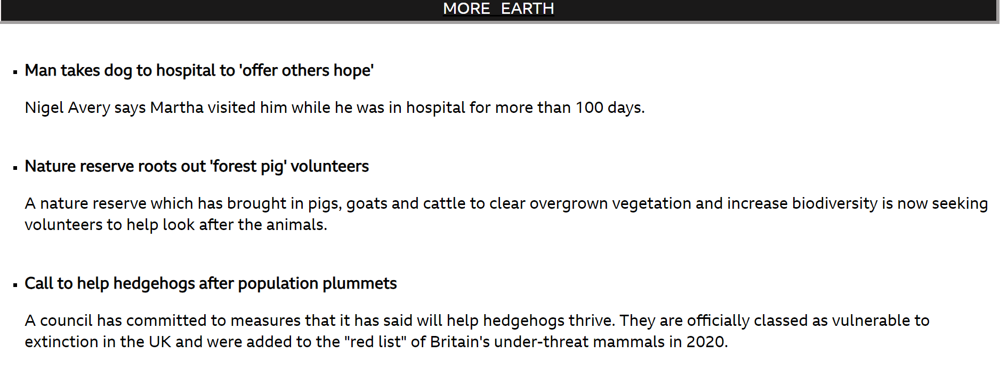 MORE EARTH
Man takes dog to hospital to 'offer others hope'
Nigel Avery says Martha visited him while he was in hospital for more than 100 days.
Nature reserve roots out 'forest pig' volunteers
A nature reserve which has brought in pigs, goats and cattle to clear overgrown vegetation and increase biodiversity is now seeking
volunteers to help look after the animals.
Call to help hedgehogs after population plummets
A council has committed to measures that it has said will help hedgehogs thrive. They are officially classed as vulnerable to
extinction in the UK and were added to the "red list" of Britain's under-threat mammals in 2020.